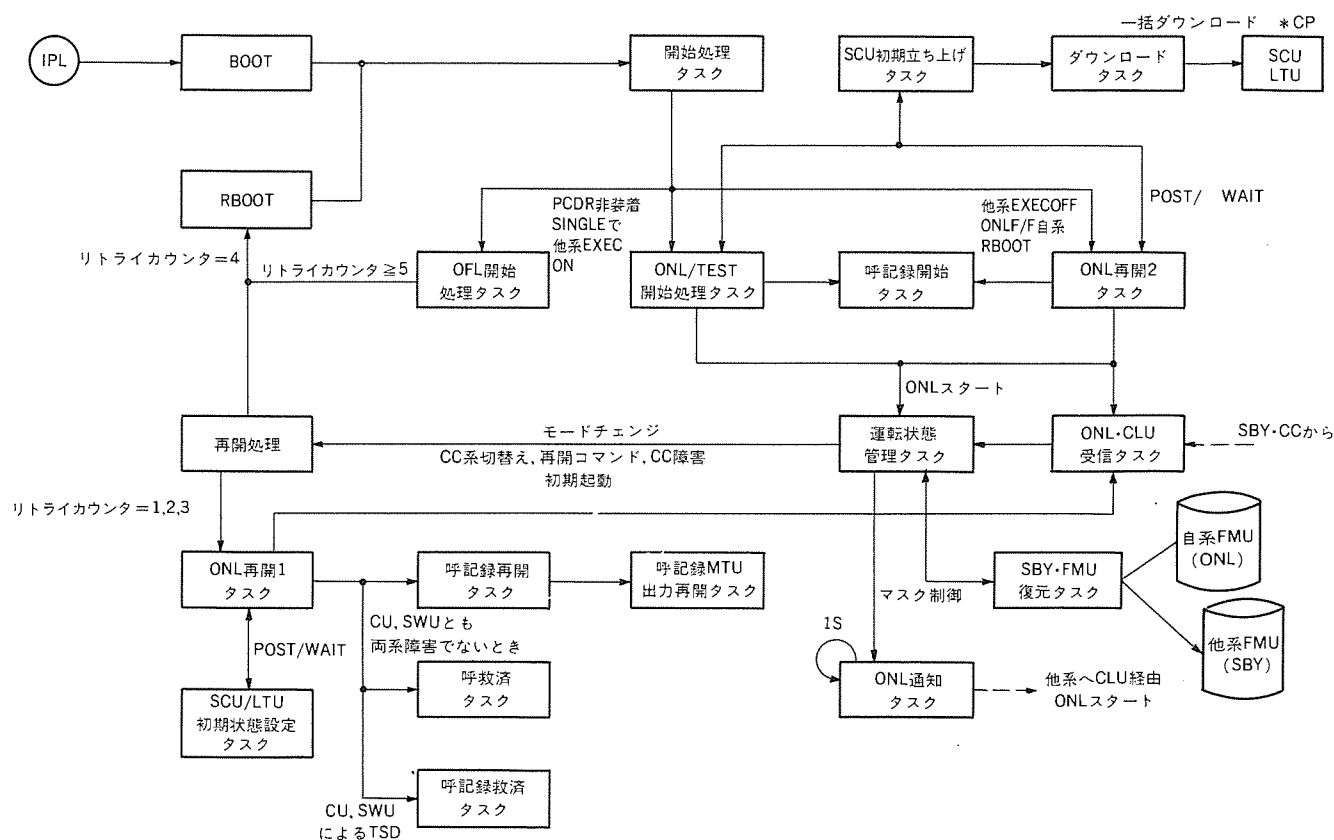 一括ダウンロード *CP
IPL
BOOT
開始処理
タスク
SCU初期立ち上げ
タスク
ダウンロード
タスク
SCU
LTU
RBOOT
PCDR非装着
SINGLEで
他系EXEC
ON
他系EXECOFF
ONLF/F自系
RBOOT
POST/ WAIT
リトライカウンタ=4
リトライカウンタ≧5
OFL開始
処理タスク
ONL/TEST
開始処理タスク
呼記録開始
タスク
ONL再開2
タスク
ONLスタート
再開処理
モードチェンジ
CC系切替え,再開コマンド,CC障害
初期起動
運転状態
管理タスク
ONL・CLU
受信タスク
SBY・CCから
リトライカウンタ=1,2,3
ONL再開1
タスク
呼記録再開
タスク
呼記録MTU
出力再開タスク
マスク制御
SBY・FMU
復元タスク
自系FMU
(ONL)
他系FMU
(SBY)
CU,SWUとも
両系障害でないとき
POST/WAIT
1S
SCU/LTU
初期状態設定
タスク
呼救済
タスク
ONL通知
タスク
他系へCLU経由
ONLスタート
呼記録救済
タスク
CU,SWU
によるTSD